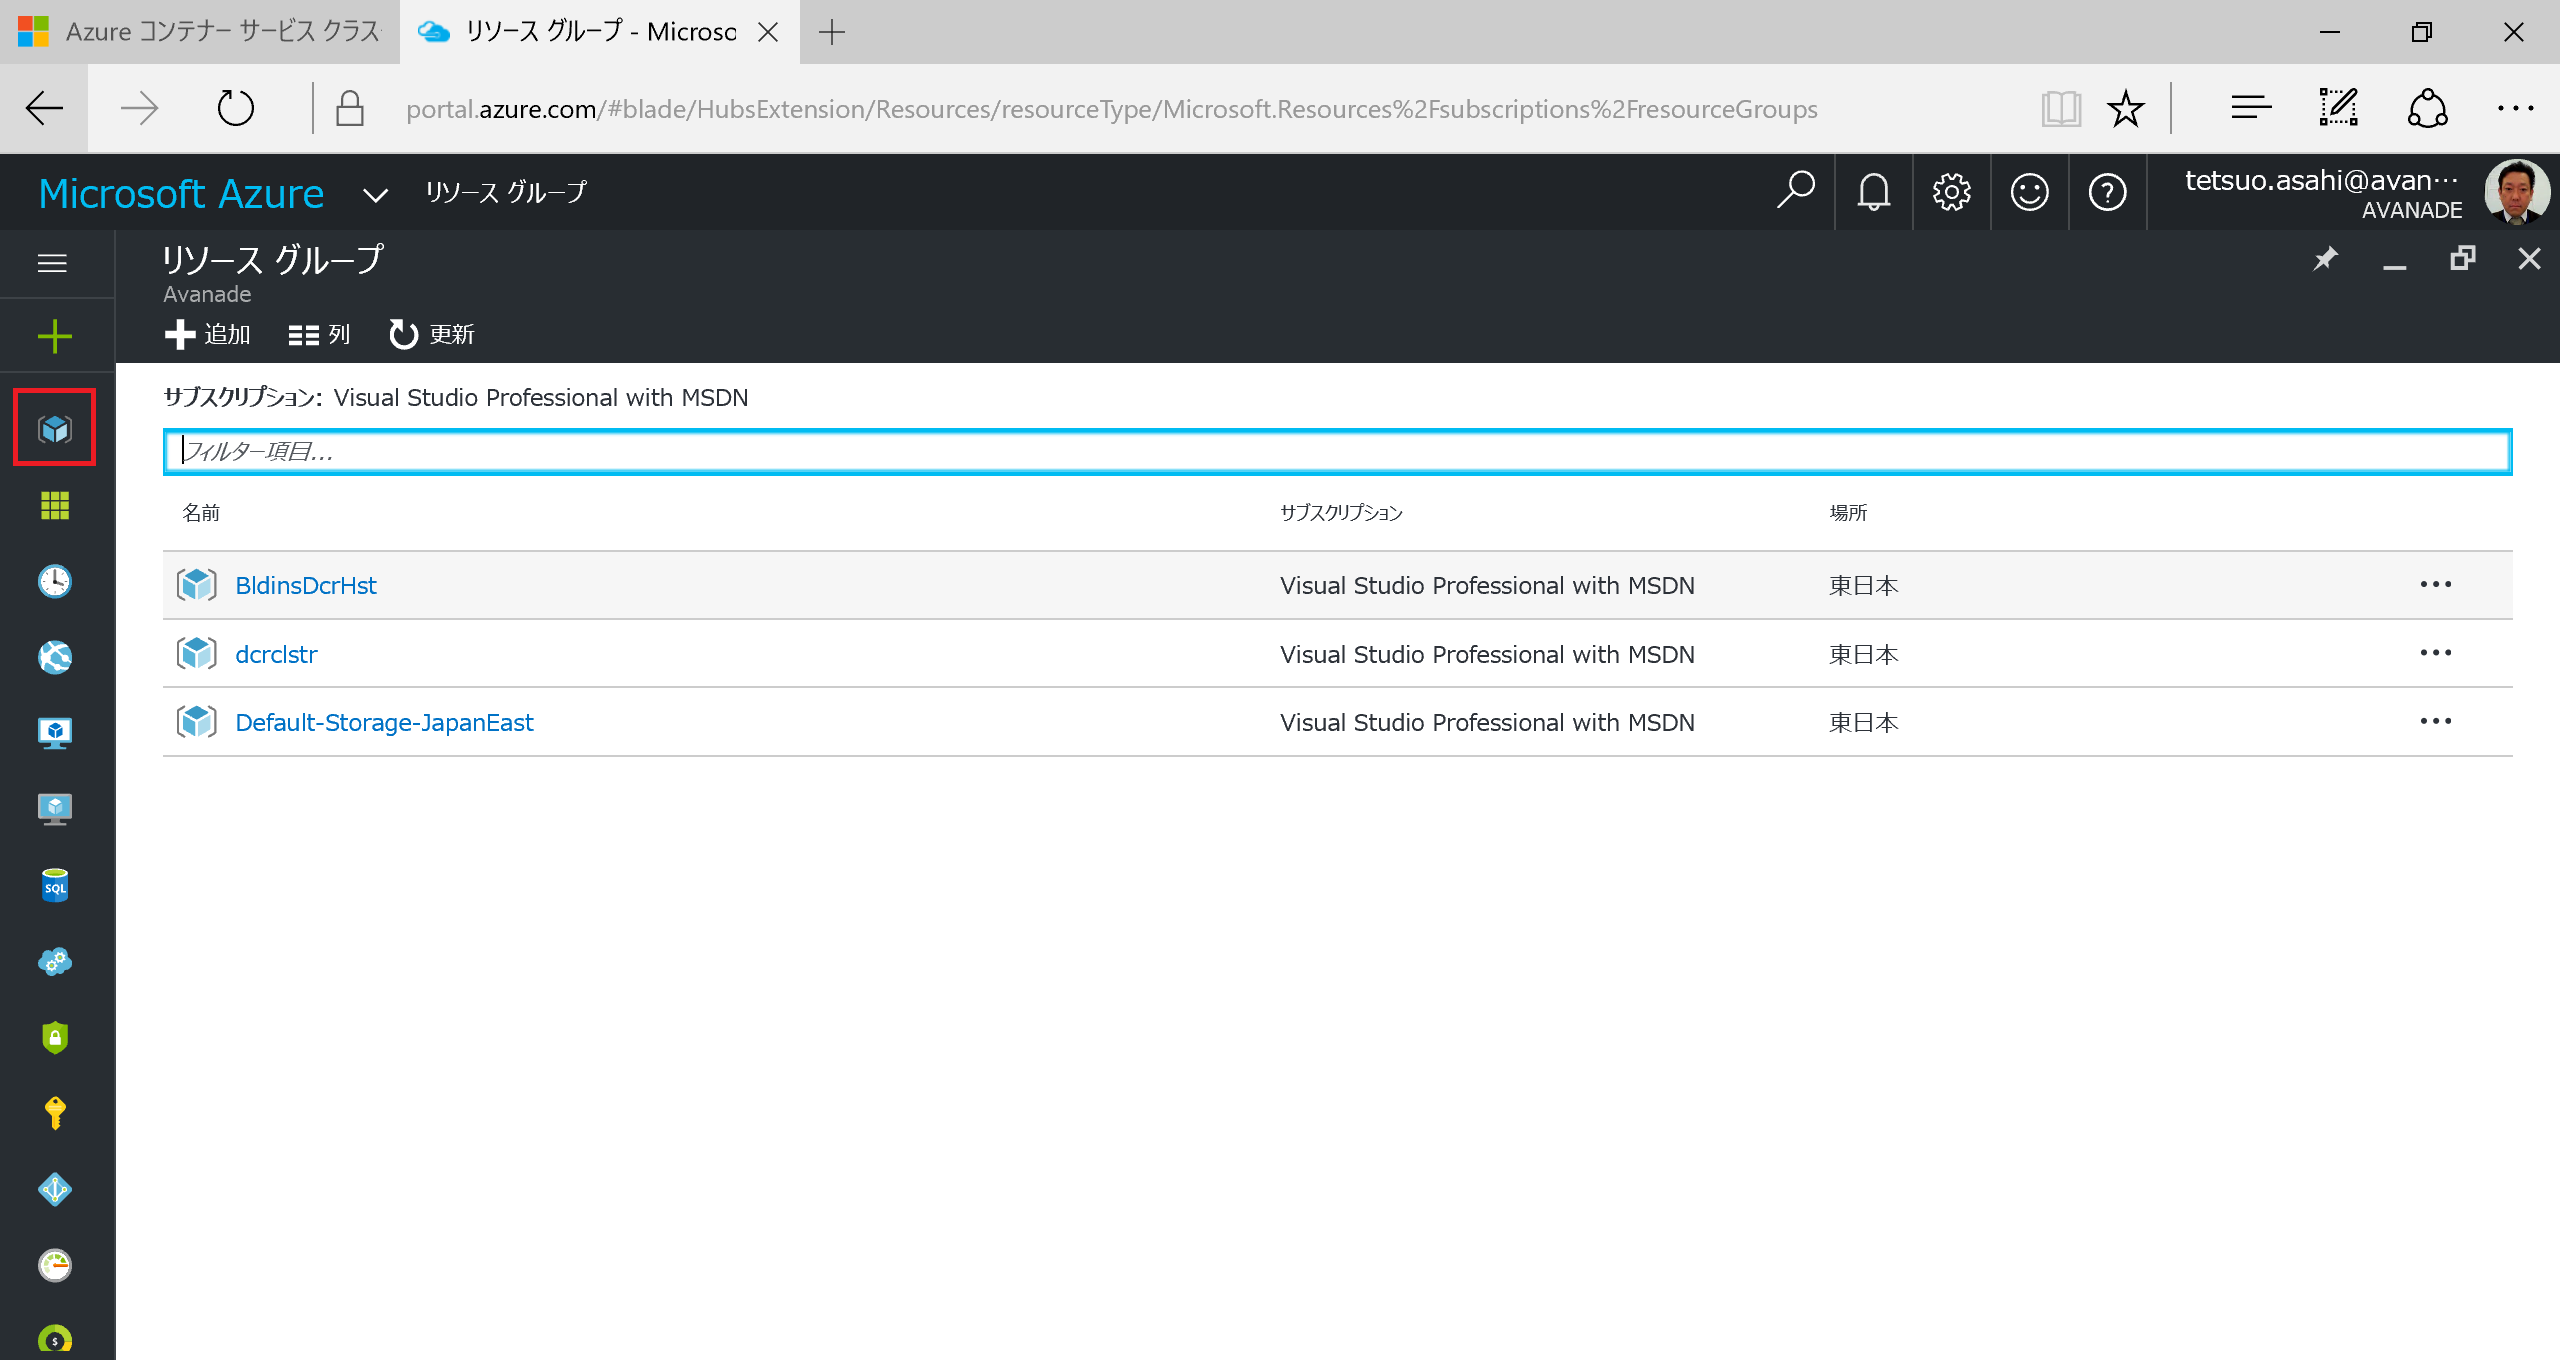 Azure コンテナー サービス クラス
リソース グループ - Microso
portal.azure.com/#blade/HubsExtension/Resources/resourceType/Microsoft.Resources%2Fsubscriptions%2FresourceGroups
Microsoft Azure リソース グループ
tetsuo.asahi@avan…
AVANADE
リソース グループ
Avanade
追加 列 更新
サブスクリプション: Visual Studio Professional with MSDN
フィルター項目...
名前 サブスクリプション 場所
BldinsDcrHst Visual Studio Professional with MSDN 東日本
dcrclstr Visual Studio Professional with MSDN 東日本
Default-Storage-JapanEast Visual Studio Professional with MSDN 東日本
SQL